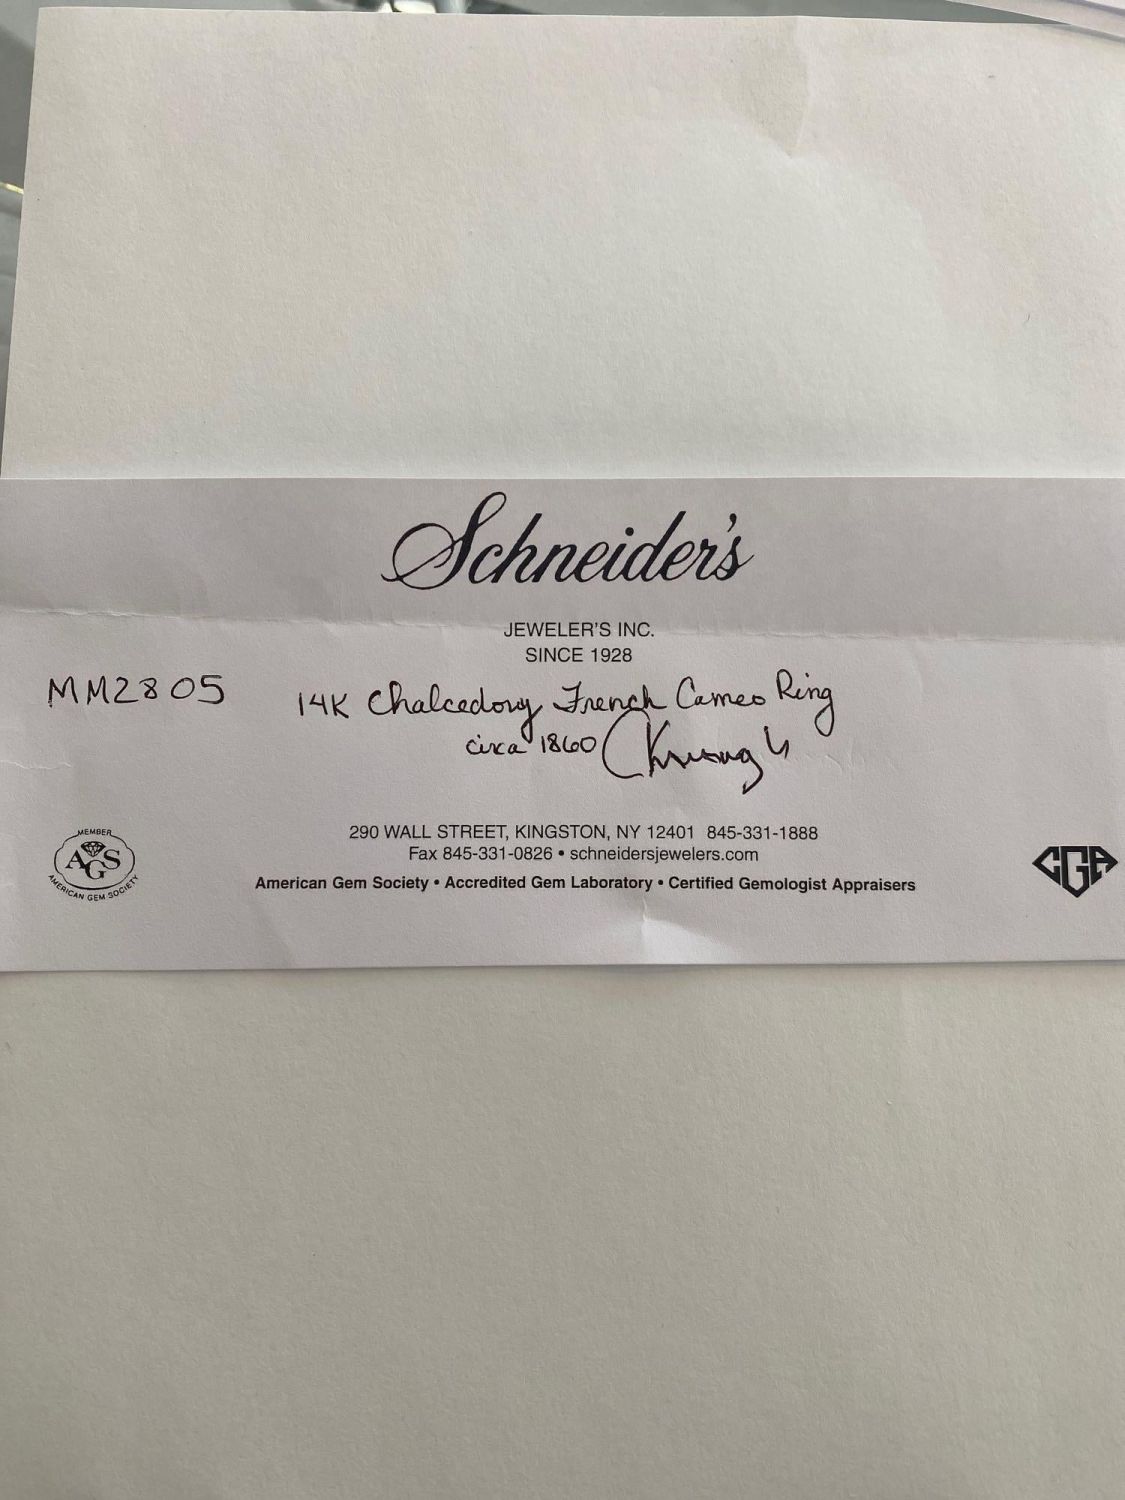 Schneider's
JEWELER'S INC.
SINCE 1928
MM2805 14K Chalcedony French Cameo Ring
circa 1860
290 WALL STREET, KINGSTON, NY 12401 845-331-1888
Fax 845-331-0826 • schneidersjewelers.com
American Gem Society • Accredited Gem Laboratory • Certified Gemologist Appraisers
MEMBER
AGS
AMERICAN GEM SOCIETY
CGA